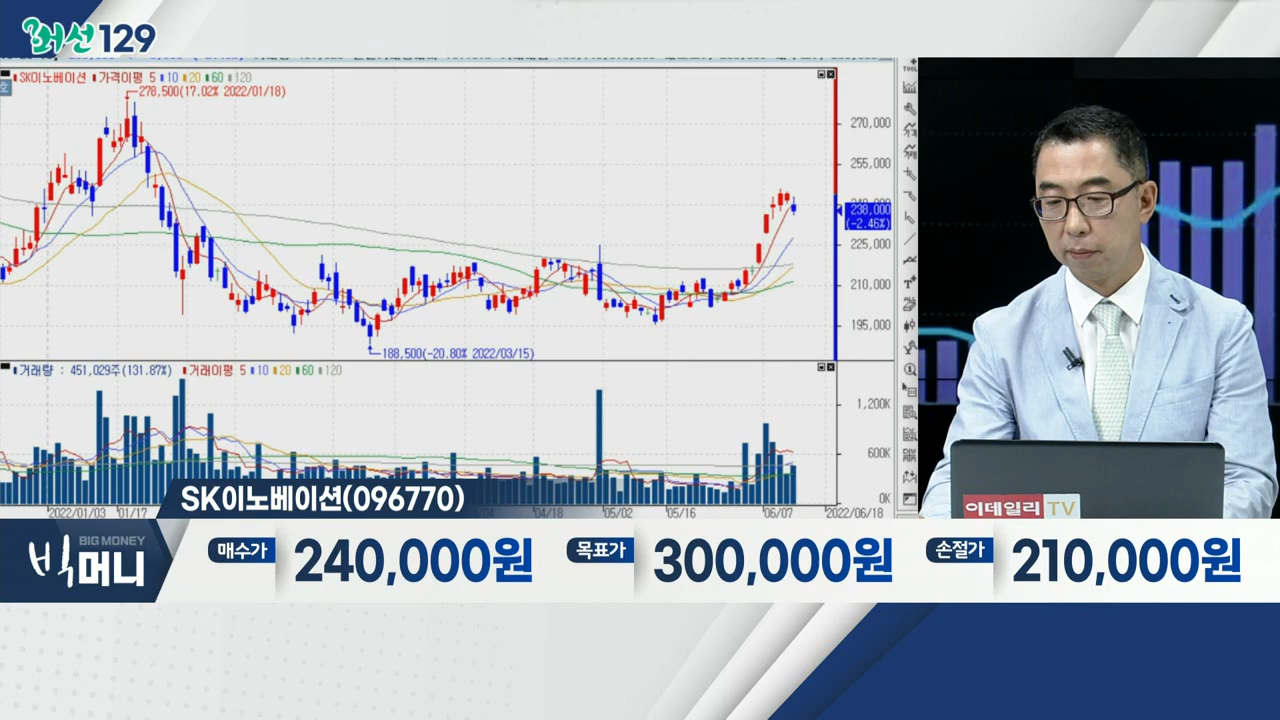 머선129
SK이노베이션 가격이평 5 10 20 60 120
278,500(17.02% 2022/01/18)
270,000
255,000
238,000
(-2.46%)
225,000
210,000
195,000
188,500(-20.80% 2022/03/15)
거래량 : 451,029주(131.87%) 거래이평 5 10 20 60 120
1,200K
600K
0K
2022/01/03 01/17 04/18 05/02 05/16 06/07 2022/06/18
SK이노베이션(096770)
이데일리 TV
BIG MONEY
빅머니
매수가 240,000원 목표가 300,000원 손절가 210,000원